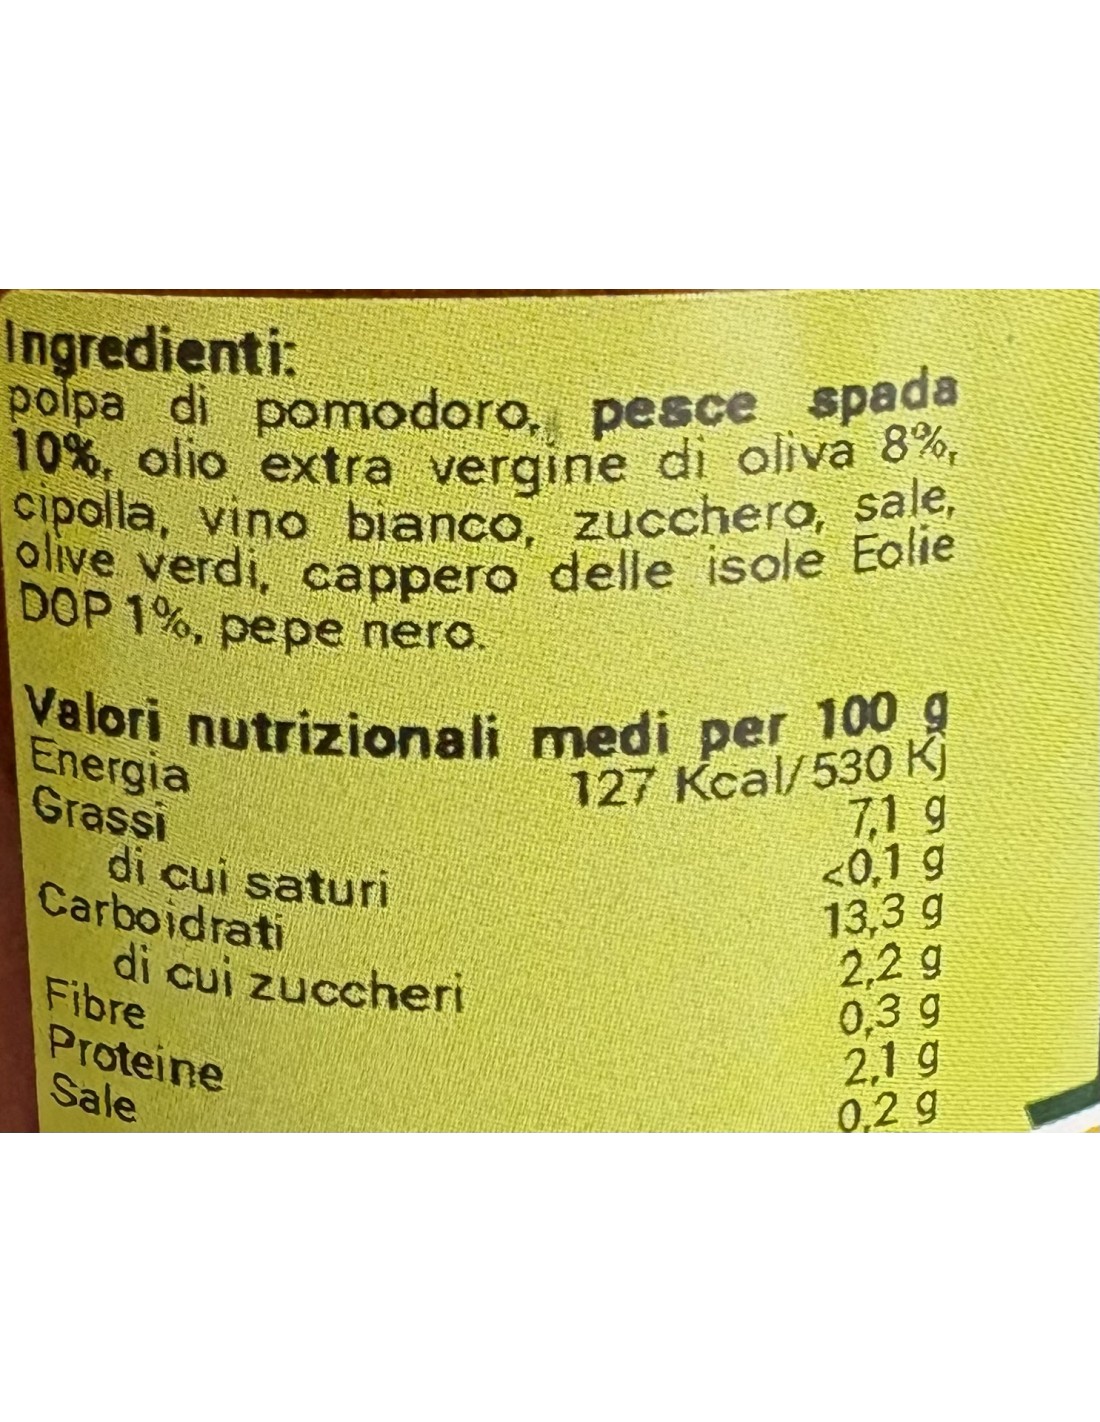 Ingredienti:
polpa di pomodoro, pesce spada
10%, olio extra vergine di oliva 8%,
cipolla, vino bianco, zucchero, sale,
olive verdi, cappero delle isole Eolie
DOP 1%, pepe nero.
Valori nutrizionali medi per 100 g
Energia 127 Kcal/530 Kj
Grassi 7,1 g
di cui saturi <0,1 g
Carboidrati 13,3 g
di cui zuccheri 2,2 g
Fibre 0,3 g
Proteine 2,1 g
Sale 0,2 g